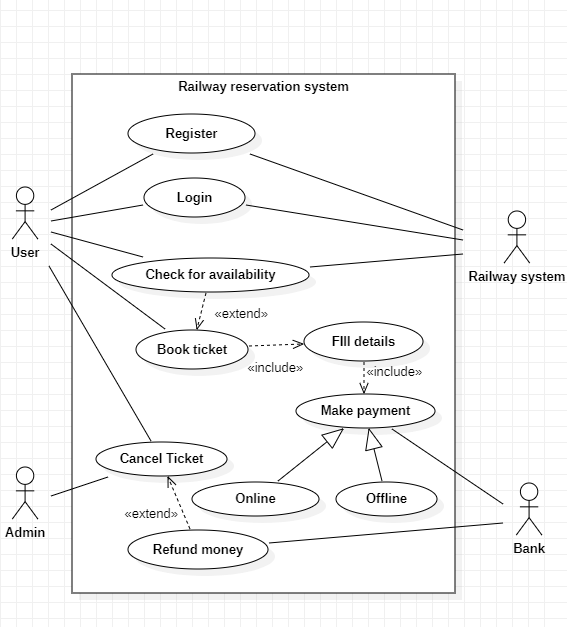 Railway reservation system
Register
Login
User
Railway system
Check for availability
«extend»
Book ticket
FIll details
«include»
«include»
Make payment
Cancel Ticket
Online
Offline
«extend»
Admin
Refund money
Bank